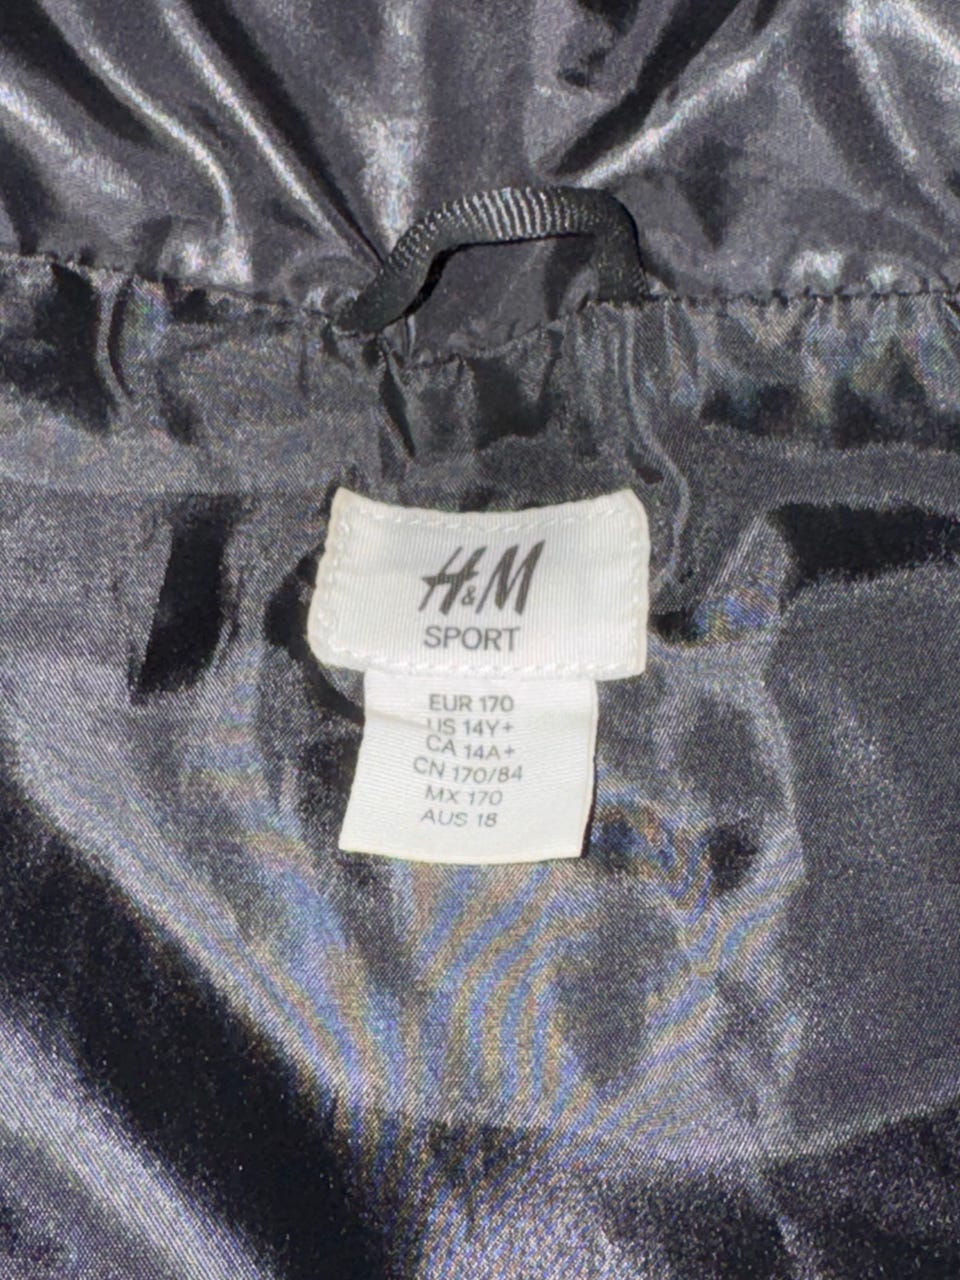 H&M
SPORT
EUR 170
US 14Y+
CA 14A+
CN 170/84
MX 170
AUS 18